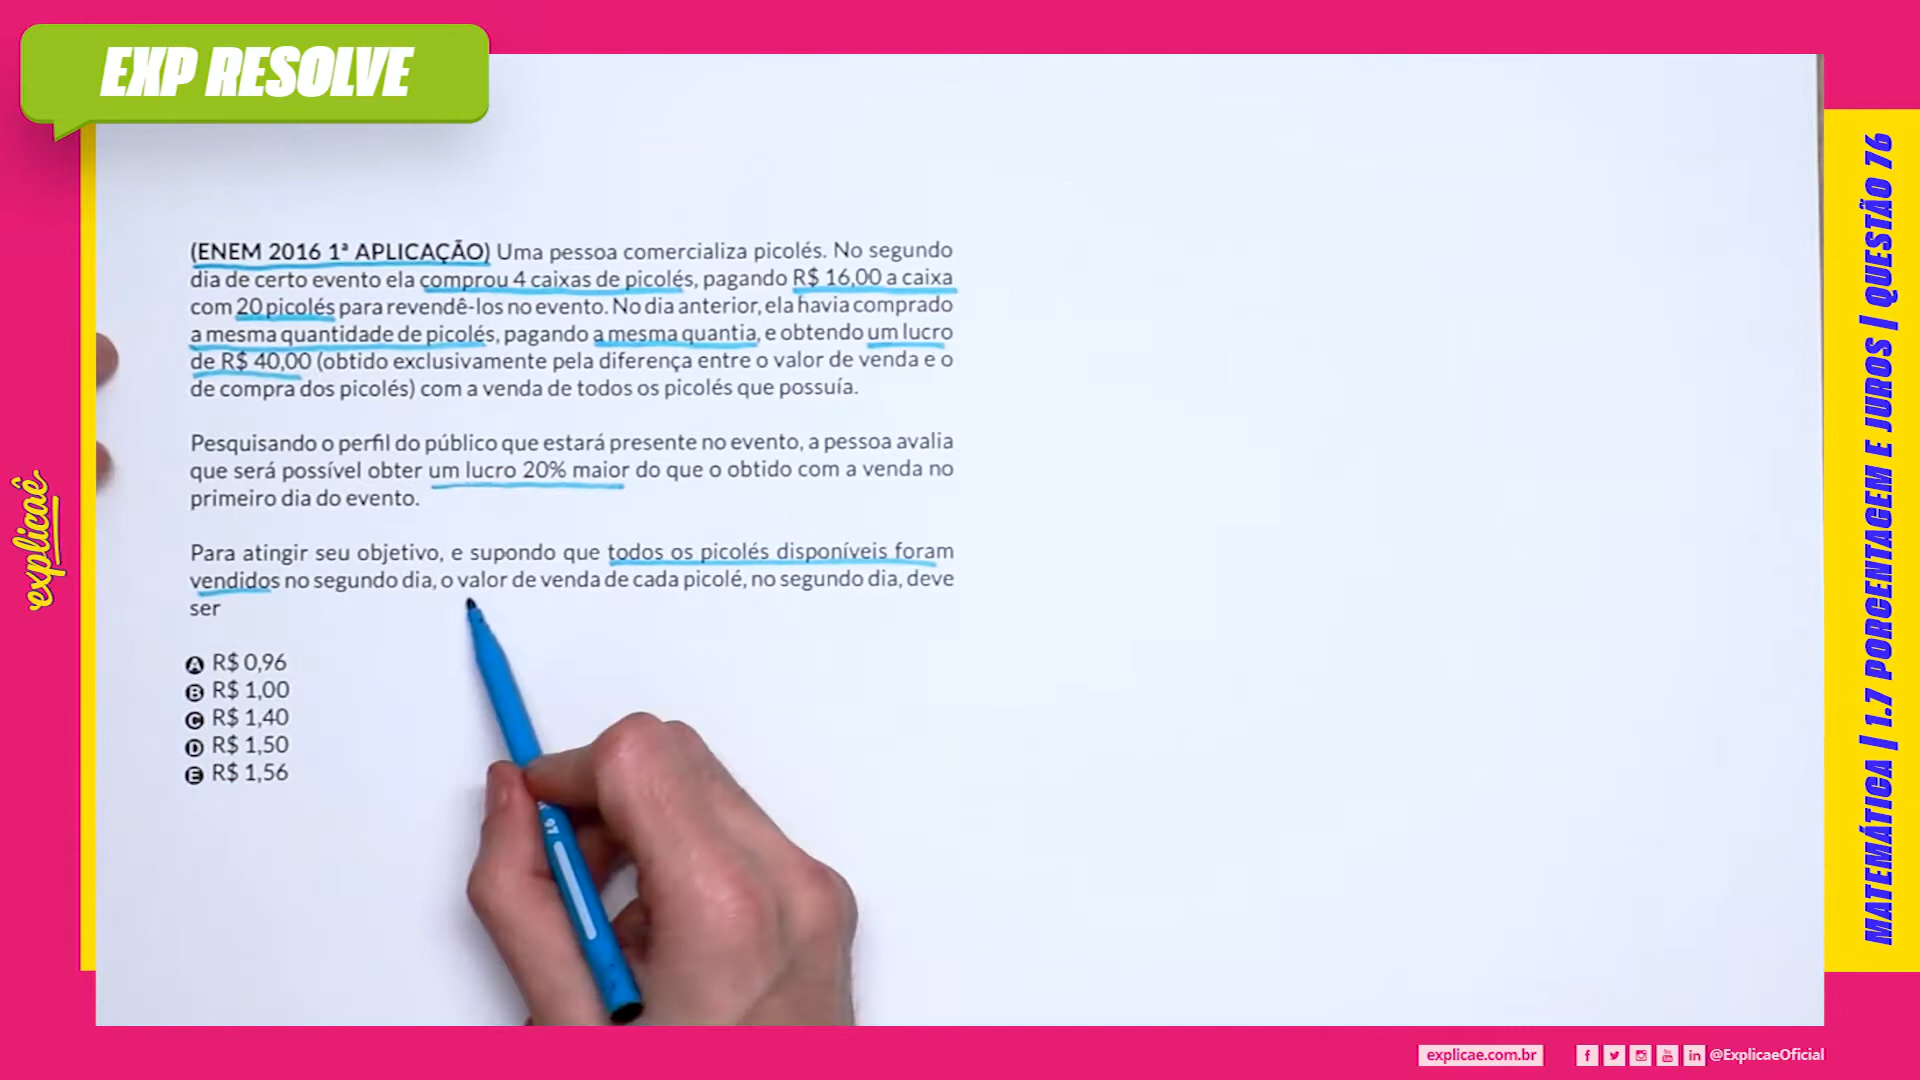 EXP RESOLVE
(ENEM 2016 1ª APLICAÇÃO) Uma pessoa comercializa picolés. No segundo
dia de certo evento ela comprou 4 caixas de picolés, pagando R$ 16,00 a caixa
com 20 picolés para revendê-los no evento. No dia anterior, ela havia comprado
a mesma quantidade de picolés, pagando a mesma quantia, e obtendo um lucro
de R$ 40,00 (obtido exclusivamente pela diferença entre o valor de venda e o
de compra dos picolés) com a venda de todos os picolés que possuía.
Pesquisando o perfil do público que estará presente no evento, a pessoa avalia
que será possível obter um lucro 20% maior do que o obtido com a venda no
primeiro dia do evento.
Para atingir seu objetivo, e supondo que todos os picolés disponíveis foram
vendidos no segundo dia, o valor de venda de cada picolé, no segundo dia, deve
ser
A R$ 0,96
B R$ 1,00
C R$ 1,40
D R$ 1,50
E R$ 1,56
97
explicaê
MATEMÁTICA | 1.7 PORCENTAGEM E JUROS | QUESTÃO 76
explicae.com.br
@ExplicaeOficial